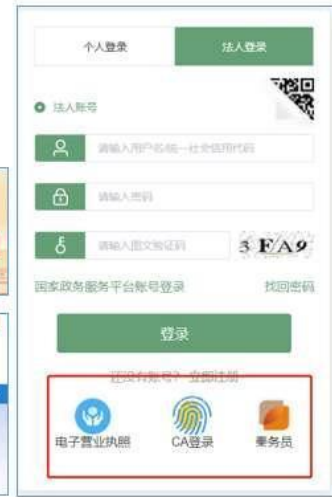 个人登录
法人登录
法人账号
请输入用户名/统一社会信用代码
请输入密码
请输入图文验证码
3 FA9
国家政务服务平台账号登录
找回密码
登录
还没有账号？ 立即注册
电子营业执照
CA登录
秦务员